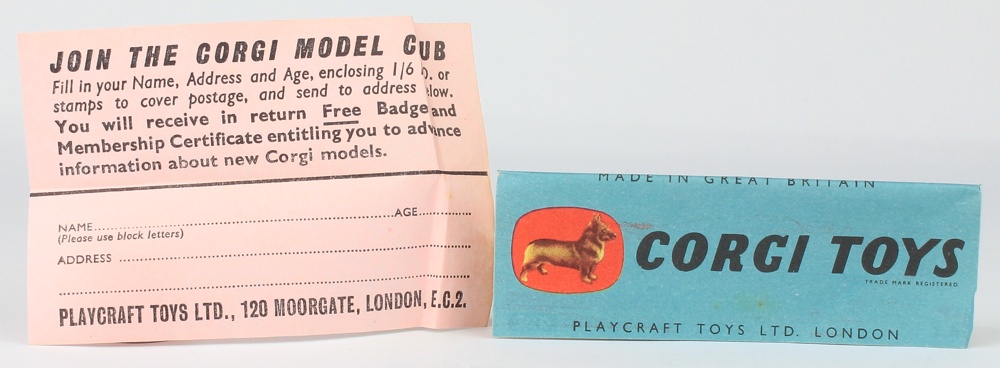 JOIN THE CORGI MODEL CUB
Fill in your Name, Address and Age, enclosing 1/6 or
stamps to cover postage, and send to address low.
You will receive in return Free Badge and
Membership Certificate entitling you to advance
information about new Corgi models.
NAME..........AGE..........
(Please use block letters)
ADDRESS ..........
PLAYCRAFT TOYS LTD., 120 MOORGATE, LONDON, E.C.2.
MADE IN GREAT BRITAIN
CORGI TOYS
TRADE MARK REGISTERED
PLAYCRAFT TOYS LTD. LONDON